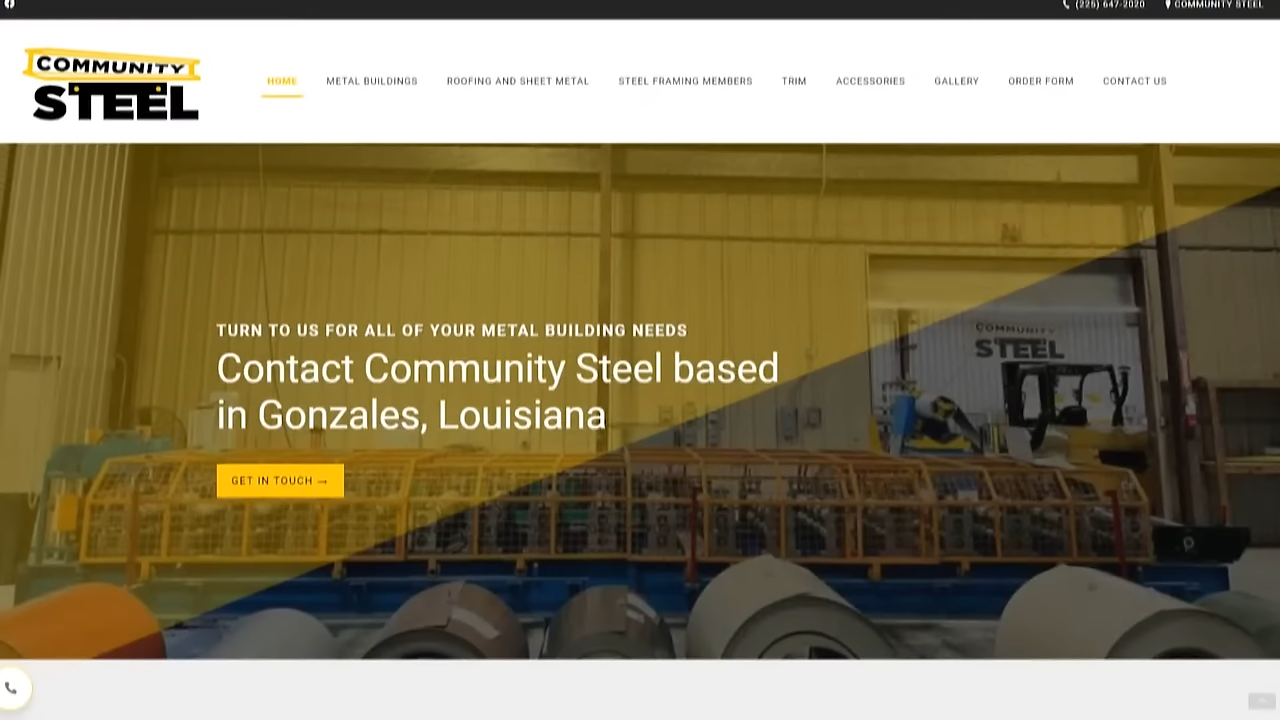 (225) 647-2020 COMMUNITY STEEL
COMMUNITY
STEEL
HOME METAL BUILDINGS ROOFING AND SHEET METAL STEEL FRAMING MEMBERS TRIM ACCESSORIES GALLERY ORDER FORM CONTACT US
COMMUNITY
STEEL
TURN TO US FOR ALL OF YOUR METAL BUILDING NEEDS
Contact Community Steel based
in Gonzales, Louisiana
GET IN TOUCH →